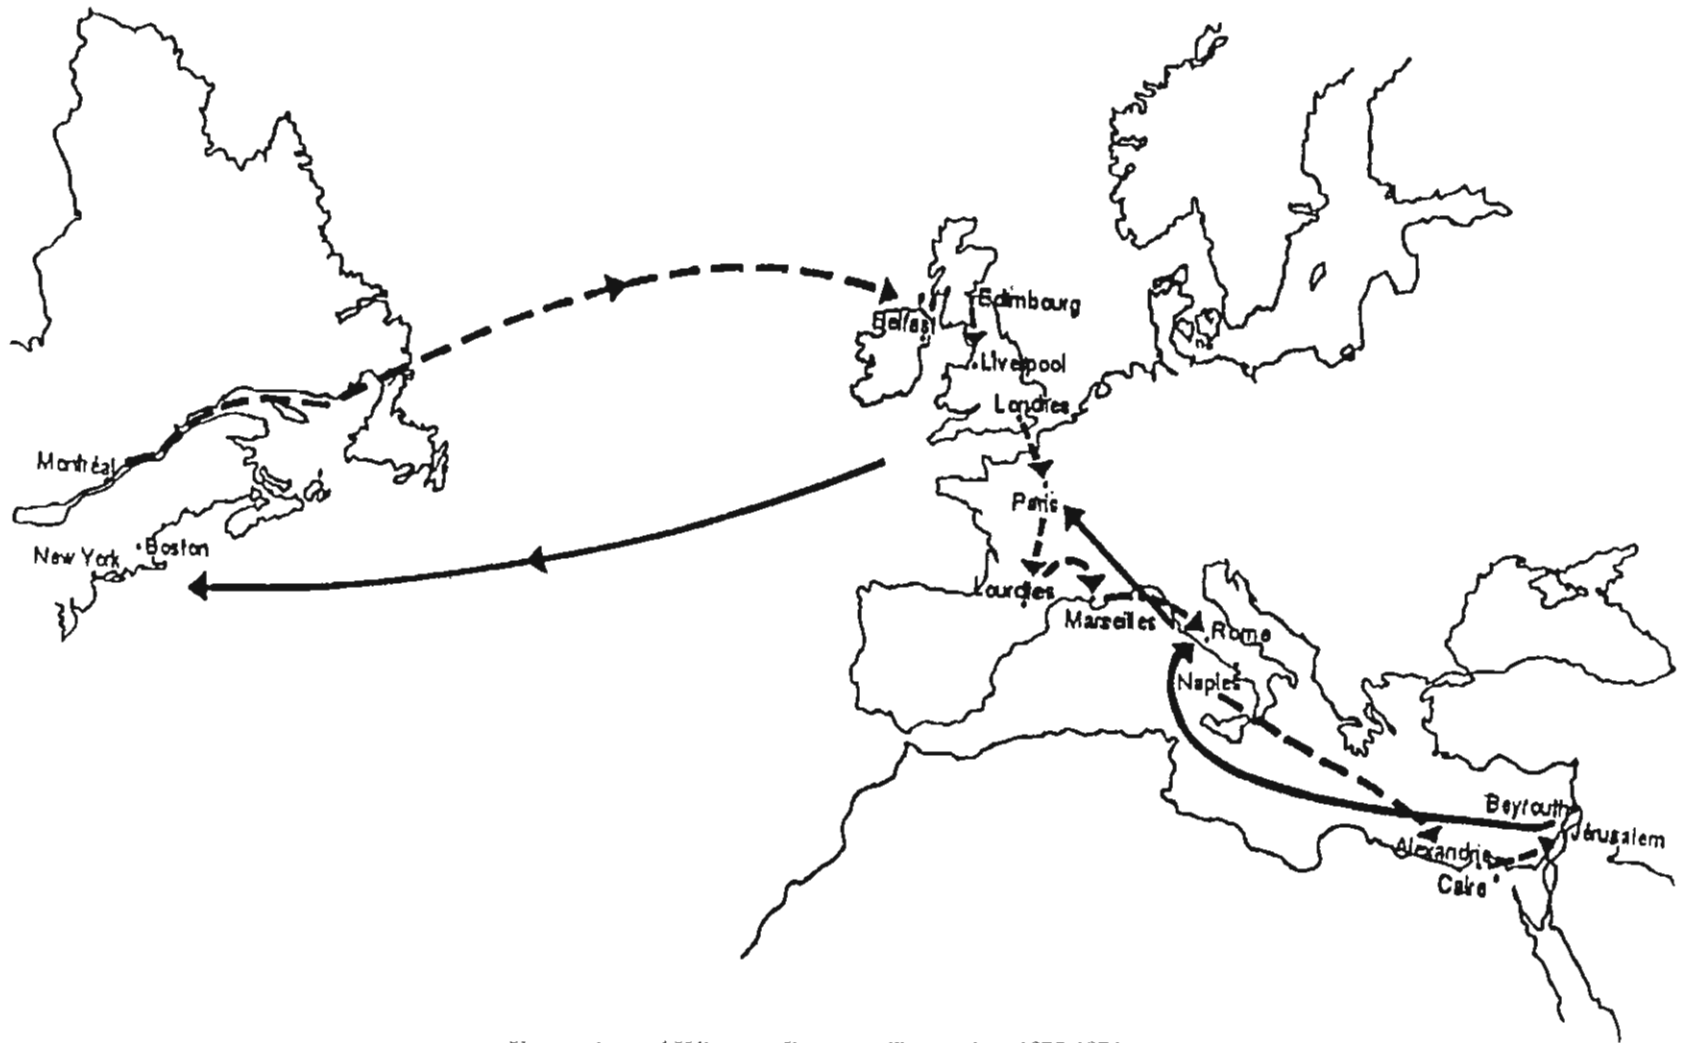 Edimbourg
Belfast
Liverpool
Londres
Montréal
Paris
New York
Boston
Lourdes
Marseilles
Rome
Naples
Beyrouth
Jérusalem
Alexandrie
Caire